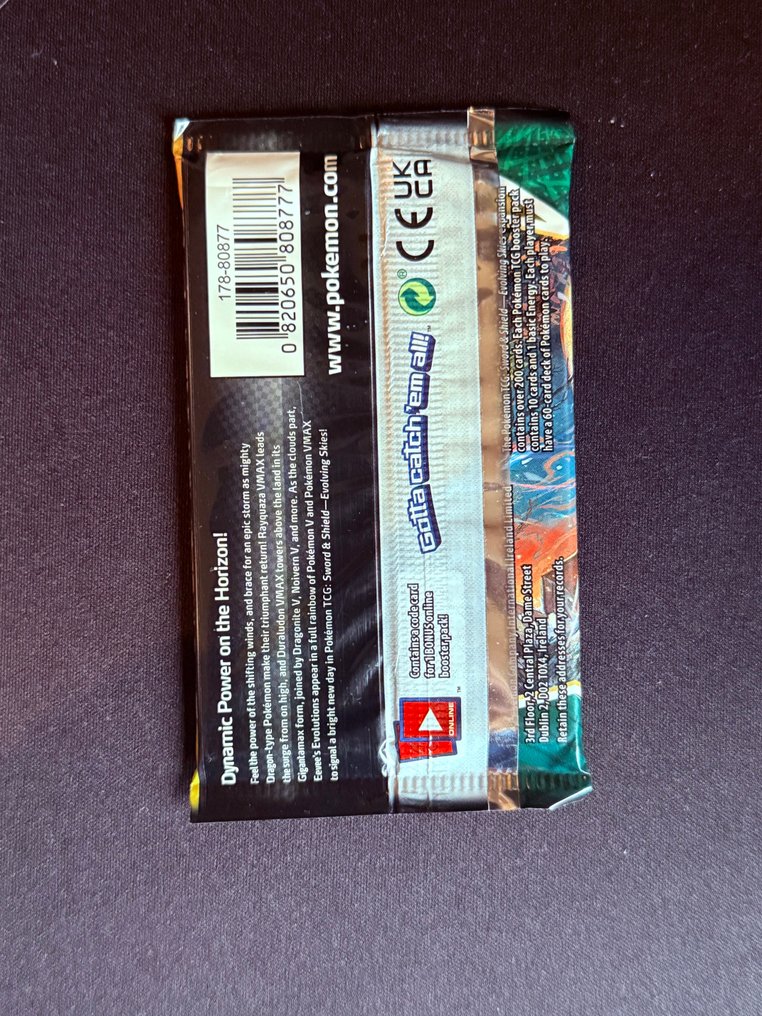 Dynamic Power on the Horizon!
Feel the power of the shifting winds, and brace for an epic storm as mighty
Dragon-type Pokémon make their triumphant return! Rayquaza VMAX leads
the surge from on high, and Duraludon VMAX towers above the land in its
Gigantamax form, joined by Dragonite V, Noivern V, and more. As the clouds part,
Eevee's Evolutions appear in a full rainbow of Pokémon V and Pokémon VMAX
to signal a bright new day in Pokémon TCG: Sword & Shield—Evolving Skies!
178-80877
0 820650 808777
www.pokemon.com
ONLINE™
Contains a code card
for 1 BONUS online
booster pack!
Gotta catch 'em all!™
®
CE
UK
CA
Company International Ireland Limited
3rd Floor, 2 Central Plaza, Dame Street
Dublin 2, D02 T0X4, Ireland
Retain these addresses for your records.
The Pokémon TCG: Sword & Shield—Evolving Skies expansion
contains over 200 cards. Each Pokémon TCG booster pack
contains 10 cards and 1 basic Energy. Each player must
have a 60-card deck of Pokémon cards to play.